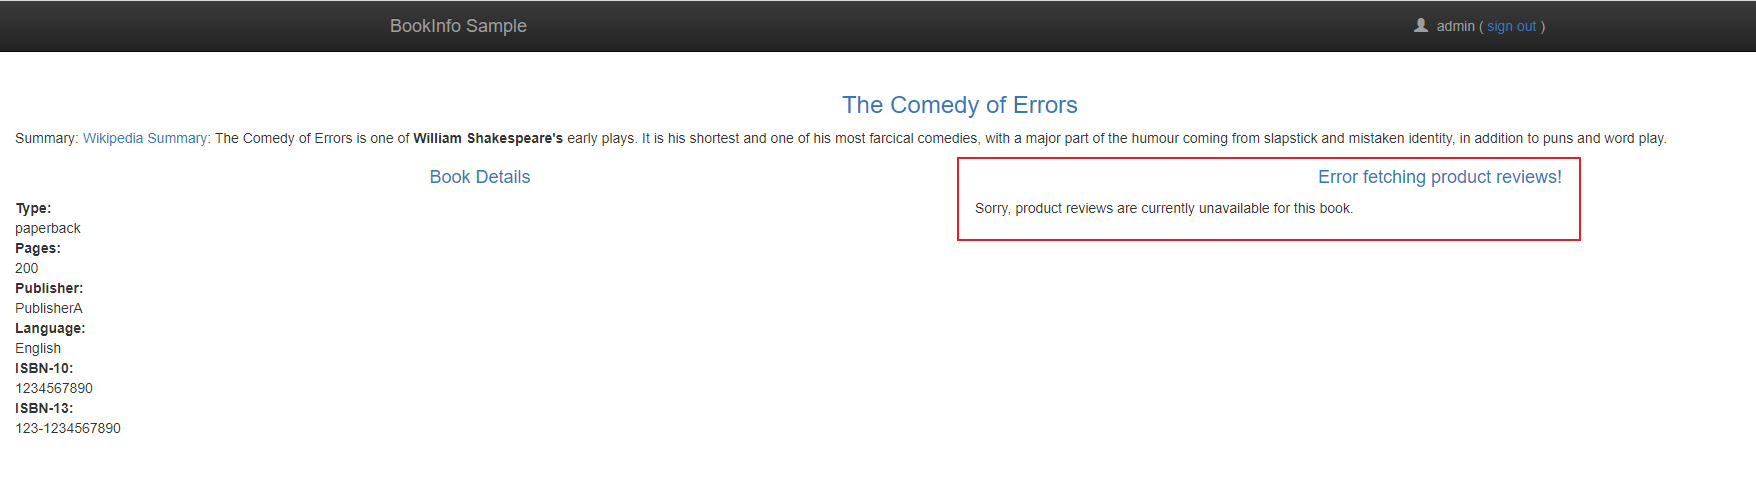 BookInfo Sample
admin ( sign out )
The Comedy of Errors
Summary: Wikipedia Summary: The Comedy of Errors is one of William Shakespeare's early plays. It is his shortest and one of his most farcical comedies, with a major part of the humour coming from slapstick and mistaken identity, in addition to puns and word play.
Book Details
Type:
paperback
Pages:
200
Publisher:
PublisherA
Language:
English
ISBN-10:
1234567890
ISBN-13:
123-1234567890
Error fetching product reviews!
Sorry, product reviews are currently unavailable for this book.